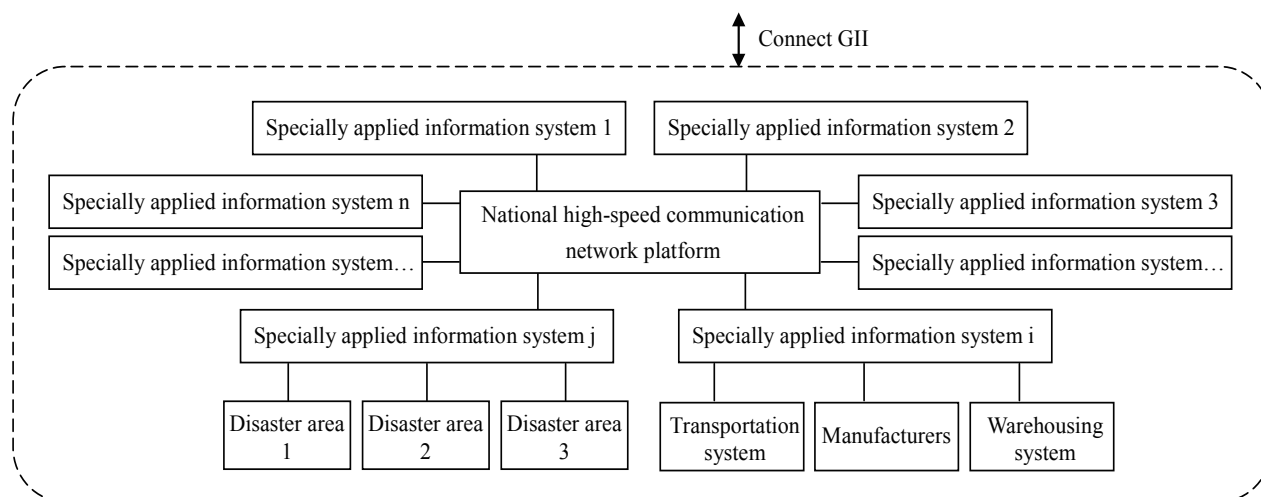 Connect GII
Specially applied information system 1
Specially applied information system 2
Specially applied information system n
National high-speed communication
network platform
Specially applied information system 3
Specially applied information system…
Specially applied information system…
Specially applied information system j
Specially applied information system i
Disaster area
1
Disaster area
2
Disaster area
3
Transportation
system
Manufacturers
Warehousing
system